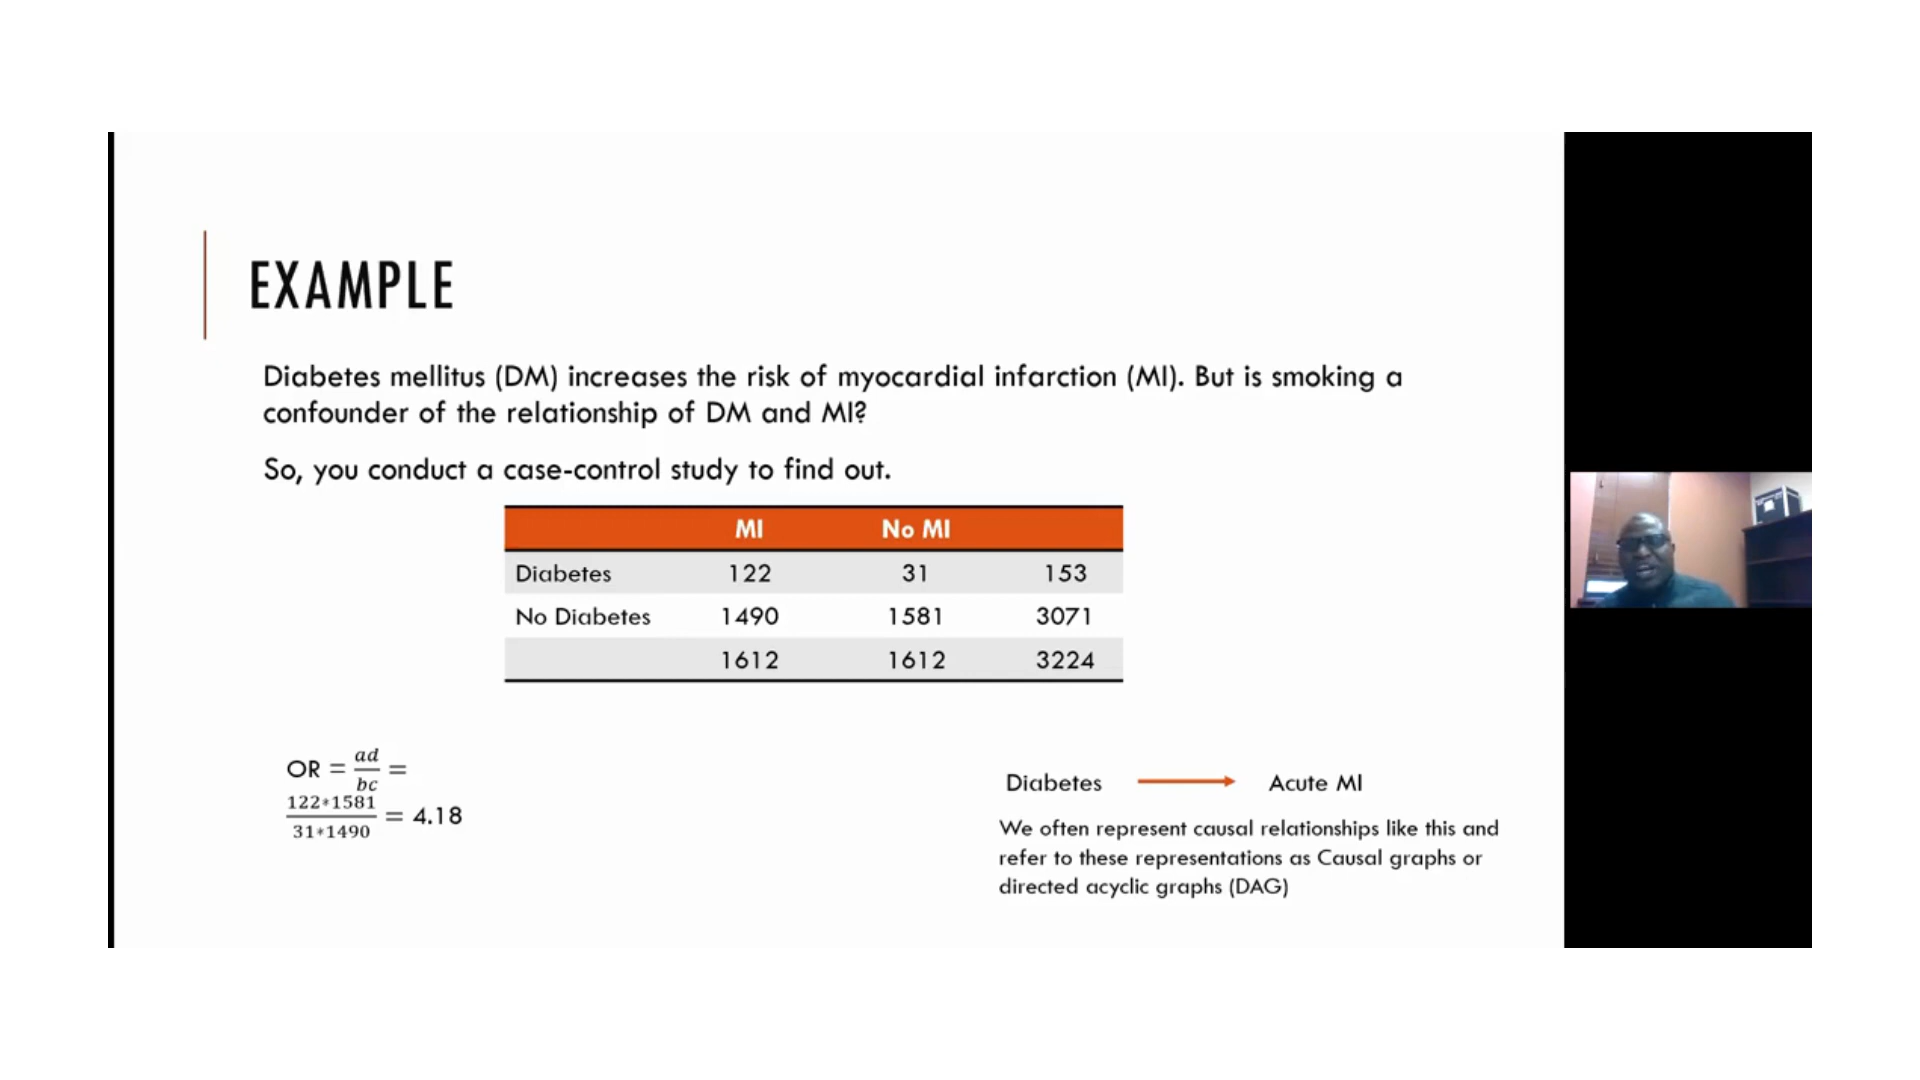 EXAMPLE
Diabetes mellitus (DM) increases the risk of myocardial infarction (MI). But is smoking a
confounder of the relationship of DM and MI?
So, you conduct a case-control study to find out.
MI No MI
Diabetes 122 31 153
No Diabetes 1490 1581 3071
1612 1612 3224
OR = ad/bc =
122*1581/31*1490 = 4.18
Diabetes → Acute MI
We often represent causal relationships like this and
refer to these representations as Causal graphs or
directed acyclic graphs (DAG)